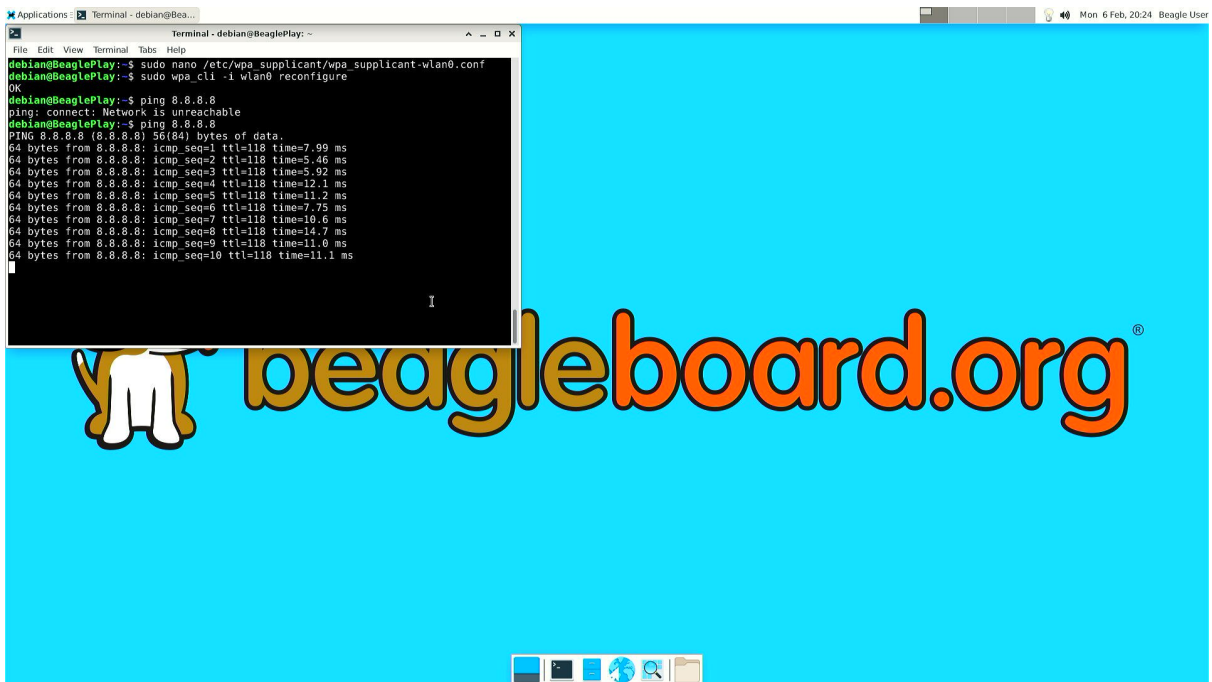 Applications
Terminal - debian@Bea...
Mon 6 Feb, 20:24 Beagle User
Terminal - debian@BeaglePlay: ~
File Edit View Terminal Tabs Help
debian@BeaglePlay:~$ sudo nano /etc/wpa_supplicant/wpa_supplicant-wlan0.conf
debian@BeaglePlay:~$ sudo wpa_cli -i wlan0 reconfigure
OK
debian@BeaglePlay:~$ ping 8.8.8.8
ping: connect: Network is unreachable
debian@BeaglePlay:~$ ping 8.8.8.8
PING 8.8.8.8 (8.8.8.8) 56(84) bytes of data.
64 bytes from 8.8.8.8: icmp_seq=1 ttl=118 time=7.99 ms
64 bytes from 8.8.8.8: icmp_seq=2 ttl=118 time=5.46 ms
64 bytes from 8.8.8.8: icmp_seq=3 ttl=118 time=5.92 ms
64 bytes from 8.8.8.8: icmp_seq=4 ttl=118 time=12.1 ms
64 bytes from 8.8.8.8: icmp_seq=5 ttl=118 time=11.2 ms
64 bytes from 8.8.8.8: icmp_seq=6 ttl=118 time=7.75 ms
64 bytes from 8.8.8.8: icmp_seq=7 ttl=118 time=10.6 ms
64 bytes from 8.8.8.8: icmp_seq=8 ttl=118 time=14.7 ms
64 bytes from 8.8.8.8: icmp_seq=9 ttl=118 time=11.0 ms
64 bytes from 8.8.8.8: icmp_seq=10 ttl=118 time=11.1 ms
beagleboard.org®